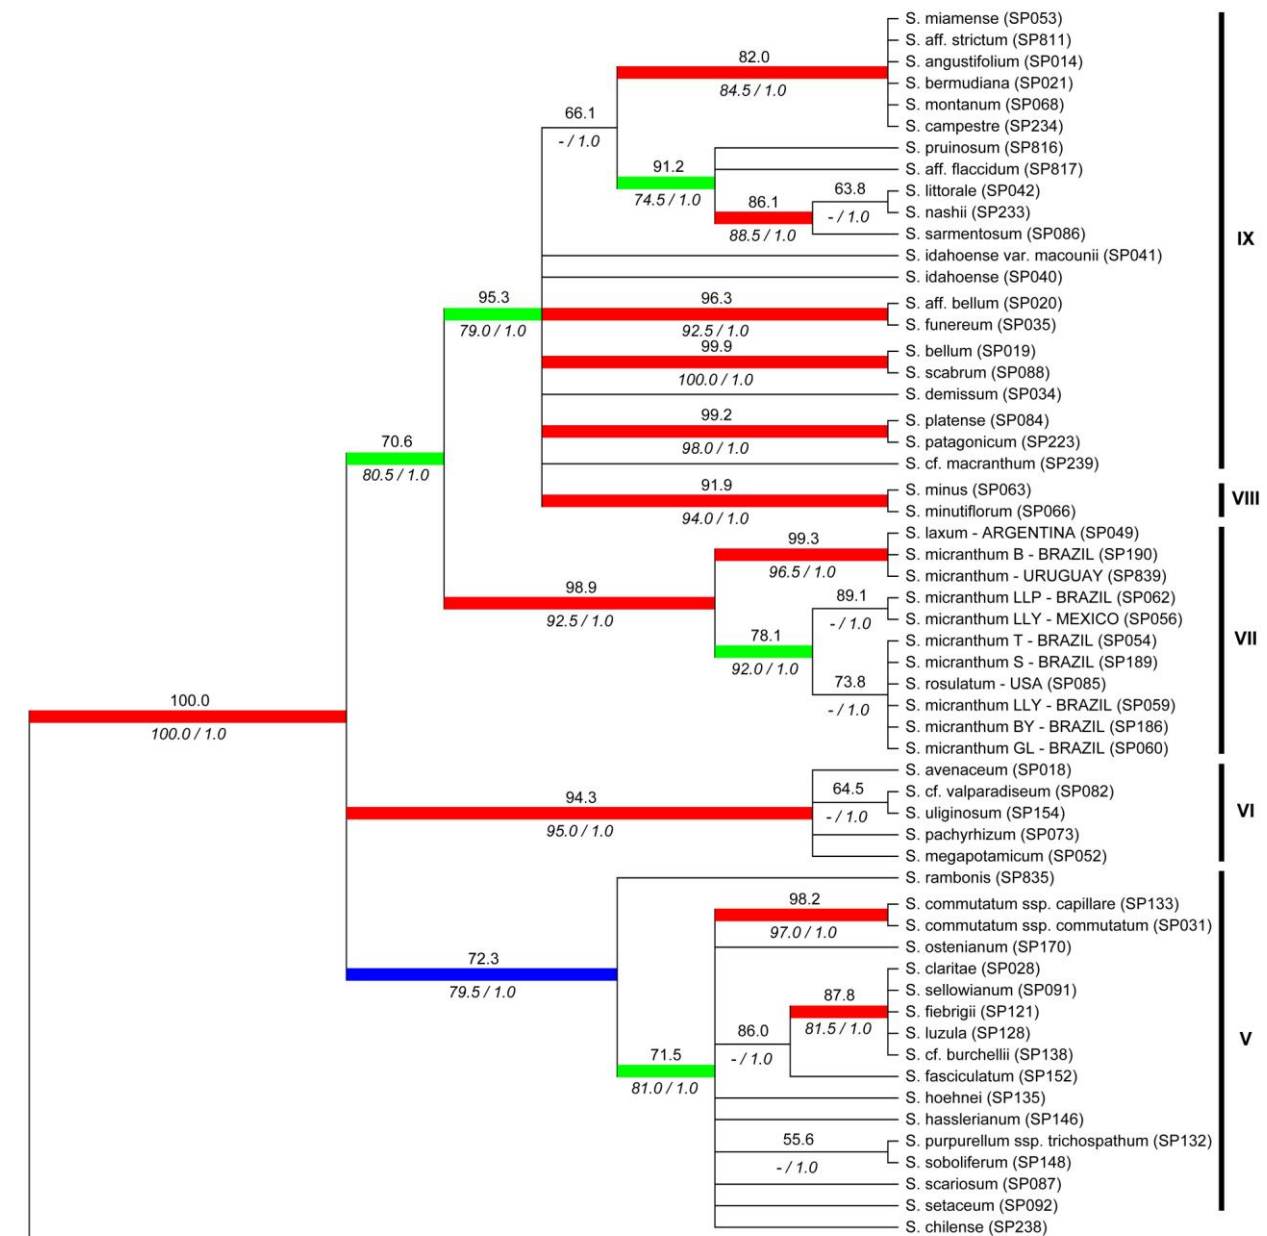 S. miamense (SP053)
S. aff. strictum (SP811)
82.0
S. angustifolium (SP014)
84.5 / 1.0
S. bermudiana (SP021)
S. montanum (SP068)
66.1
S. campestre (SP234)
- / 1.0
S. pruinosum (SP816)
91.2
S. aff. flaccidum (SP817)
74.5 / 1.0
63.8
S. littorale (SP042)
86.1
- / 1.0
S. nashii (SP233)
88.5 / 1.0
S. sarmentosum (SP086)
IX
S. idahoense var. macounii (SP041)
S. idahoense (SP040)
95.3
96.3
S. aff. bellum (SP020)
79.0 / 1.0
92.5 / 1.0
S. funereum (SP035)
99.9
S. bellum (SP019)
100.0 / 1.0
S. scabrum (SP088)
S. demissum (SP034)
99.2
S. platense (SP084)
70.6
98.0 / 1.0
S. patagonicum (SP223)
80.5 / 1.0
S. cf. macranthum (SP239)
91.9
S. minus (SP063)
VIII
94.0 / 1.0
S. minutiflorum (SP066)
S. laxum - ARGENTINA (SP049)
99.3
S. micranthum B - BRAZIL (SP190)
96.5 / 1.0
S. micranthum - URUGUAY (SP839)
98.9
89.1
S. micranthum LLP - BRAZIL (SP062)
92.5 / 1.0
- / 1.0
S. micranthum LLY - MEXICO (SP056)
78.1
S. micranthum T - BRAZIL (SP054)
VII
92.0 / 1.0
S. micranthum S - BRAZIL (SP189)
73.8
S. rosulatum - USA (SP085)
100.0
- / 1.0
S. micranthum LLY - BRAZIL (SP059)
100.0 / 1.0
S. micranthum BY - BRAZIL (SP186)
S. micranthum GL - BRAZIL (SP060)
S. avenaceum (SP018)
94.3
64.5
S. cf. valparadiseum (SP082)
95.0 / 1.0
- / 1.0
S. uliginosum (SP154)
VI
S. pachyrhizum (SP073)
S. megapotamicum (SP052)
S. rambonis (SP835)
98.2
S. commutatum ssp. capillare (SP133)
97.0 / 1.0
S. commutatum ssp. commutatum (SP031)
72.3
S. ostenianum (SP170)
79.5 / 1.0
S. claritae (SP028)
87.8
S. sellowianum (SP091)
81.5 / 1.0
S. fiebrigii (SP121)
86.0
S. luzula (SP128)
V
71.5
- / 1.0
S. cf. burchellii (SP138)
81.0 / 1.0
S. fasciculatum (SP152)
S. hoehnei (SP135)
S. hasslerianum (SP146)
55.6
S. purpurellum ssp. trichospathum (SP132)
- / 1.0
S. soboliferum (SP148)
S. scariosum (SP087)
S. setaceum (SP092)
S. chilense (SP238)